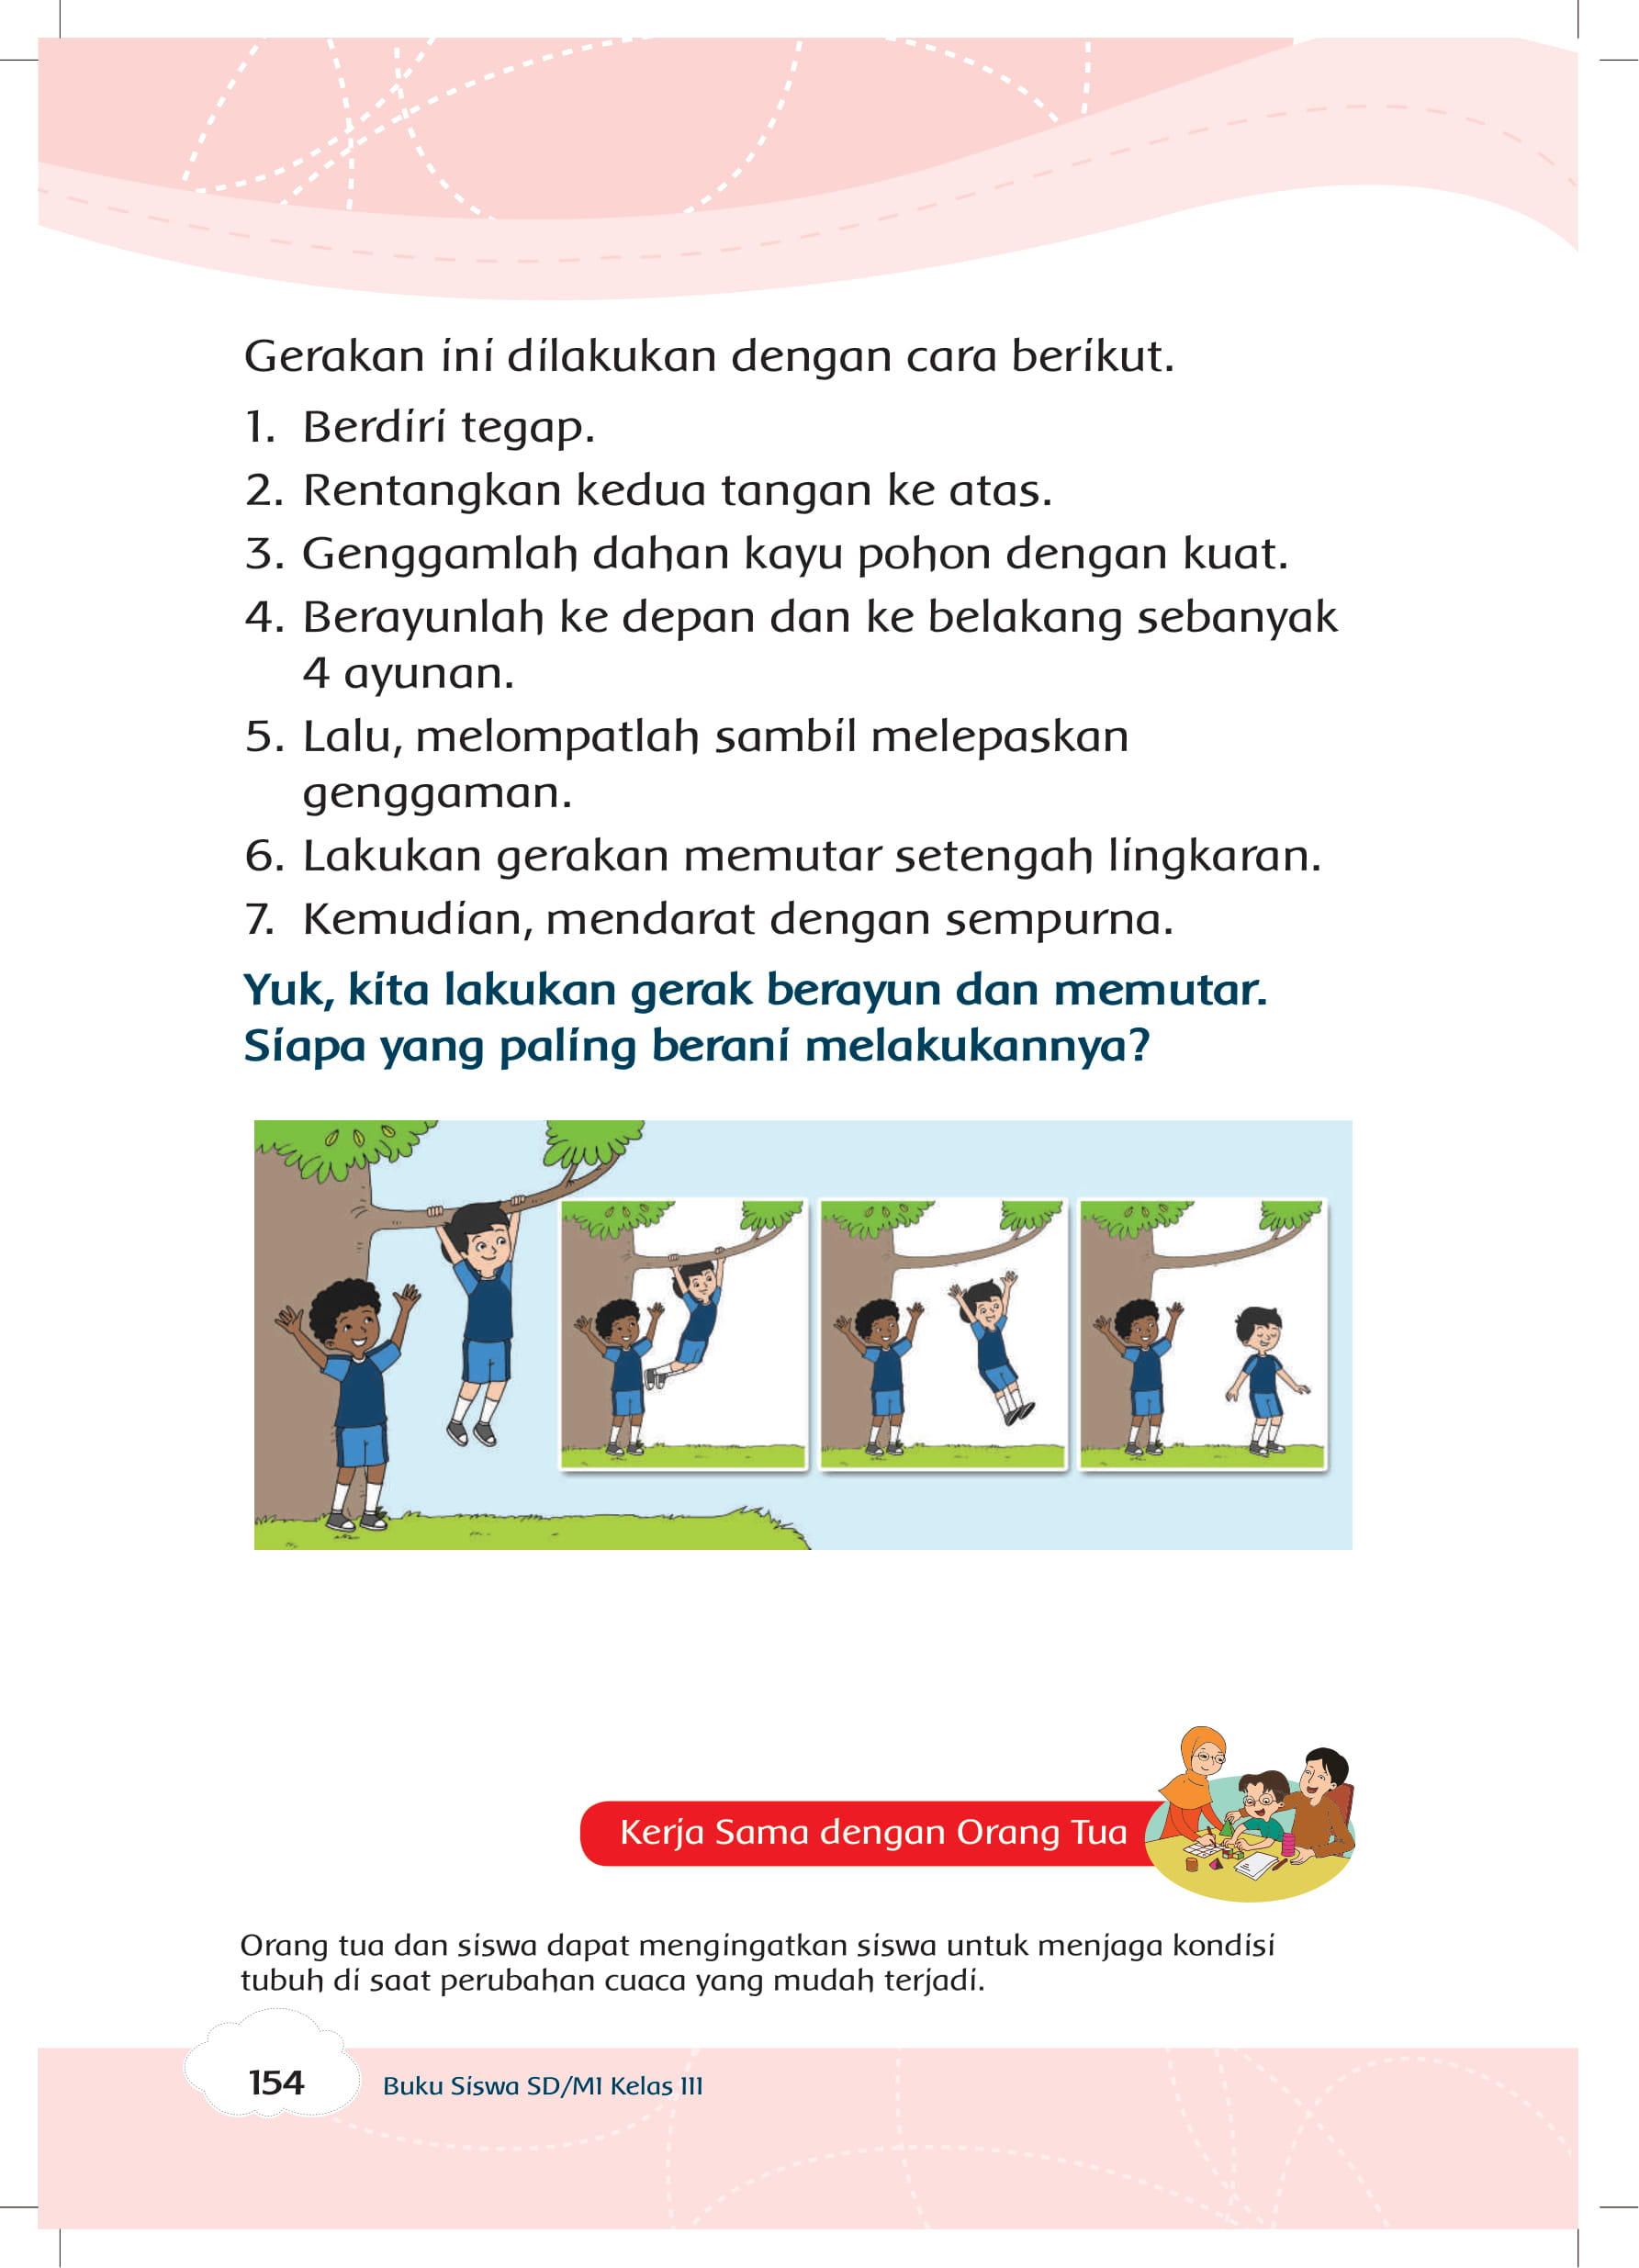 Gerakan ini dilakukan dengan cara berikut.
1. Berdiri tegap.
2. Rentangkan kedua tangan ke atas.
3. Genggamlah dahan kayu pohon dengan kuat.
4. Berayunlah ke depan dan ke belakang sebanyak
4 ayunan.
5. Lalu, melompatlah sambil melepaskan
genggaman.
6. Lakukan gerakan memutar setengah lingkaran.
7. Kemudian, mendarat dengan sempurna.
Yuk, kita lakukan gerak berayun dan memutar.
Siapa yang paling berani melakukannya?
Kerja Sama dengan Orang Tua
Orang tua dan siswa dapat mengingatkan siswa untuk menjaga kondisi
tubuh di saat perubahan cuaca yang mudah terjadi.
154 Buku Siswa SD/MI Kelas III